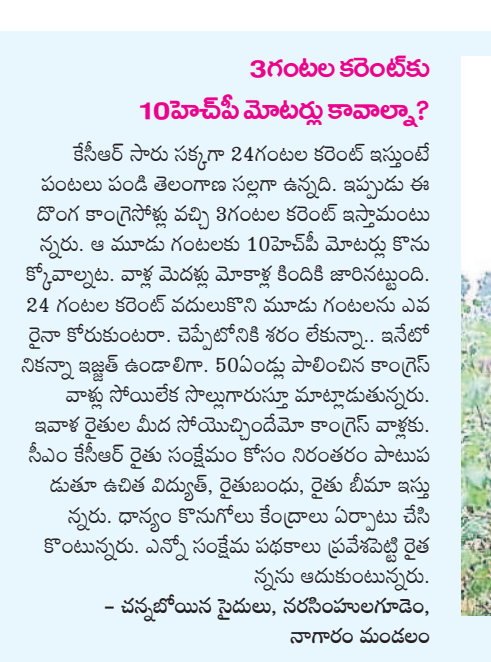 3గంటల కరెంట్‌కు
10హెచ్‌పీ మోటర్లు కావాల్నా?
కేసీఆర్ సారు సక్కగా 24గంటల కరెంట్ ఇస్తుంటే
పంటలు పండి తెలంగాణ సల్లగా ఉన్నది. ఇప్పుడు ఈ
దొంగ కాంగ్రెసోళ్లు వచ్చి 3గంటల కరెంట్ ఇస్తామంటు
న్నరు. ఆ మూడు గంటలకు 10హెచ్‌పీ మోటర్లు కొను
క్కోవాల్నట. వాళ్ల మెదళ్లు మోకాళ్ల కిందికి జారినట్టుంది.
24 గంటల కరెంట్ వదులుకొని మూడు గంటలను ఎవ
రైనా కోరుకుంటరా. చెప్పేటోనికి శరం లేకున్నా.. ఇనేటో
నికన్నా ఇజ్జత్ ఉండాలిగా. 50ఏండ్లు పాలించిన కాంగ్రెస్
వాళ్లు సోయిలేక సొల్లుగారుస్తూ మాట్లాడుతున్నరు.
ఇవాళ రైతుల మీద సోయొచ్చిందేమో కాంగ్రెస్ వాళ్లకు.
సీఎం కేసీఆర్ రైతు సంక్షేమం కోసం నిరంతరం పాటుప
డుతూ ఉచిత విద్యుత్, రైతుబంధు, రైతు బీమా ఇస్తు
న్నరు. ధాన్యం కొనుగోలు కేంద్రాలు ఏర్పాటు చేసి
కొంటున్నరు. ఎన్నో సంక్షేమ పథకాలు ప్రవేశపెట్టి రైత
న్నను ఆదుకుంటున్నరు.
– చన్నబోయిన సైదులు, నరసింహులగూడెం,
నాగారం మండలం